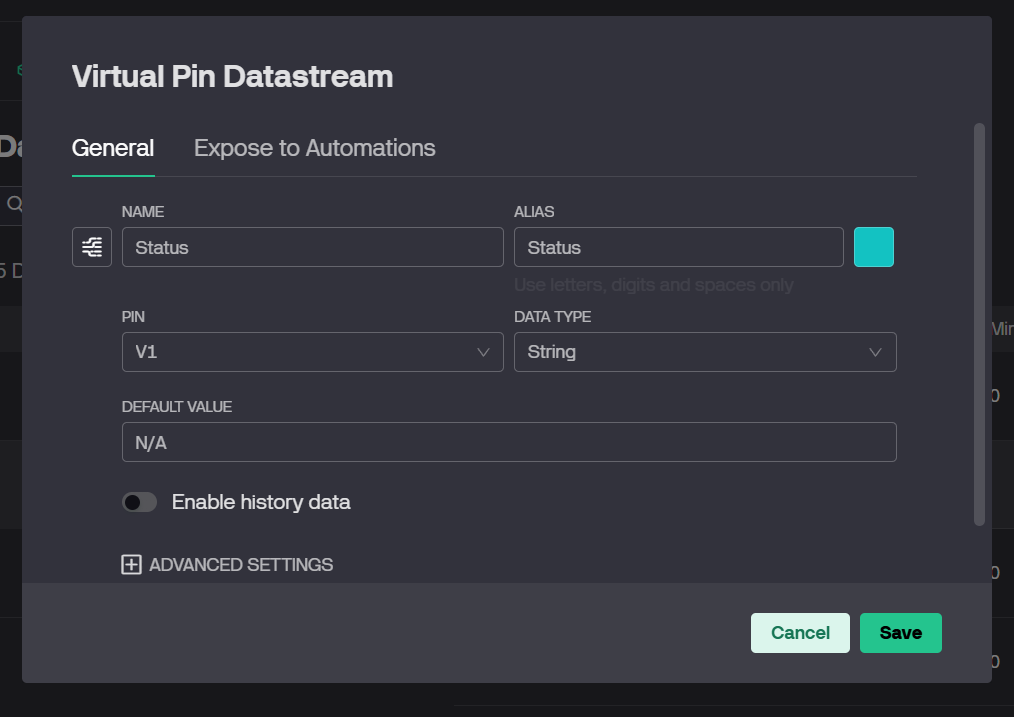 Virtual Pin Datastream
General Expose to Automations
NAME ALIAS
Status Status
Use letters, digits and spaces only
PIN DATA TYPE
V1 String
DEFAULT VALUE
N/A
Enable history data
ADVANCED SETTINGS
Cancel Save